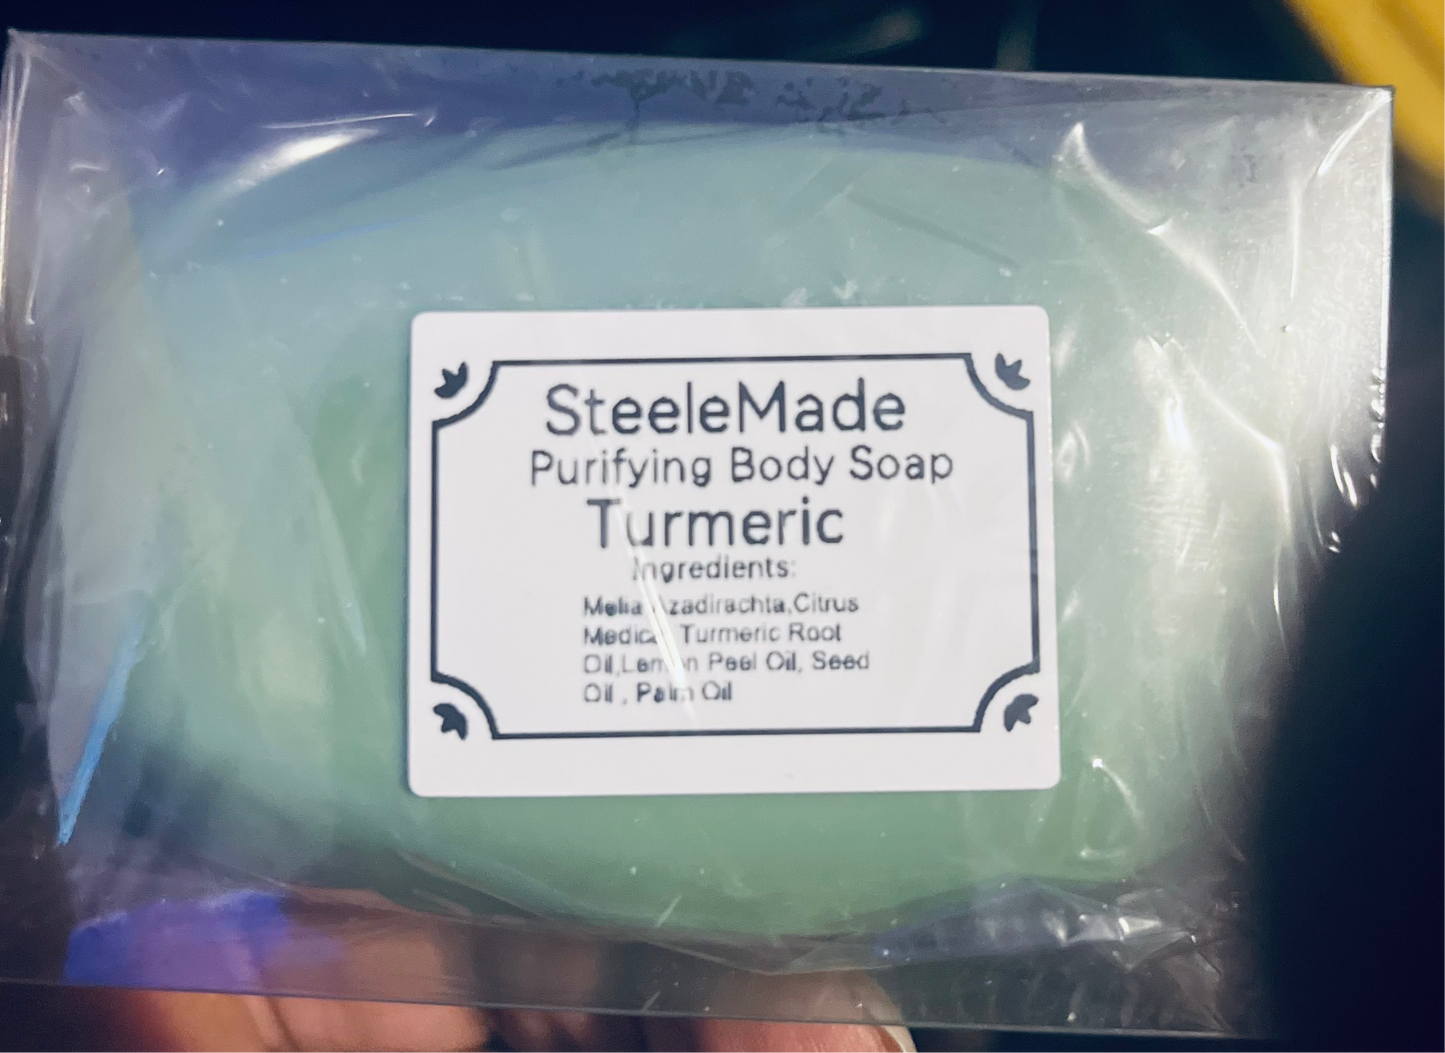 SteeleMade
Purifying Body Soap
Turmeric
Ingredients:
Melia Azadirachta,Citrus
Medica Turmeric Root
Oil,Lemon Peel Oil, Seed
Oil , Palm Oil